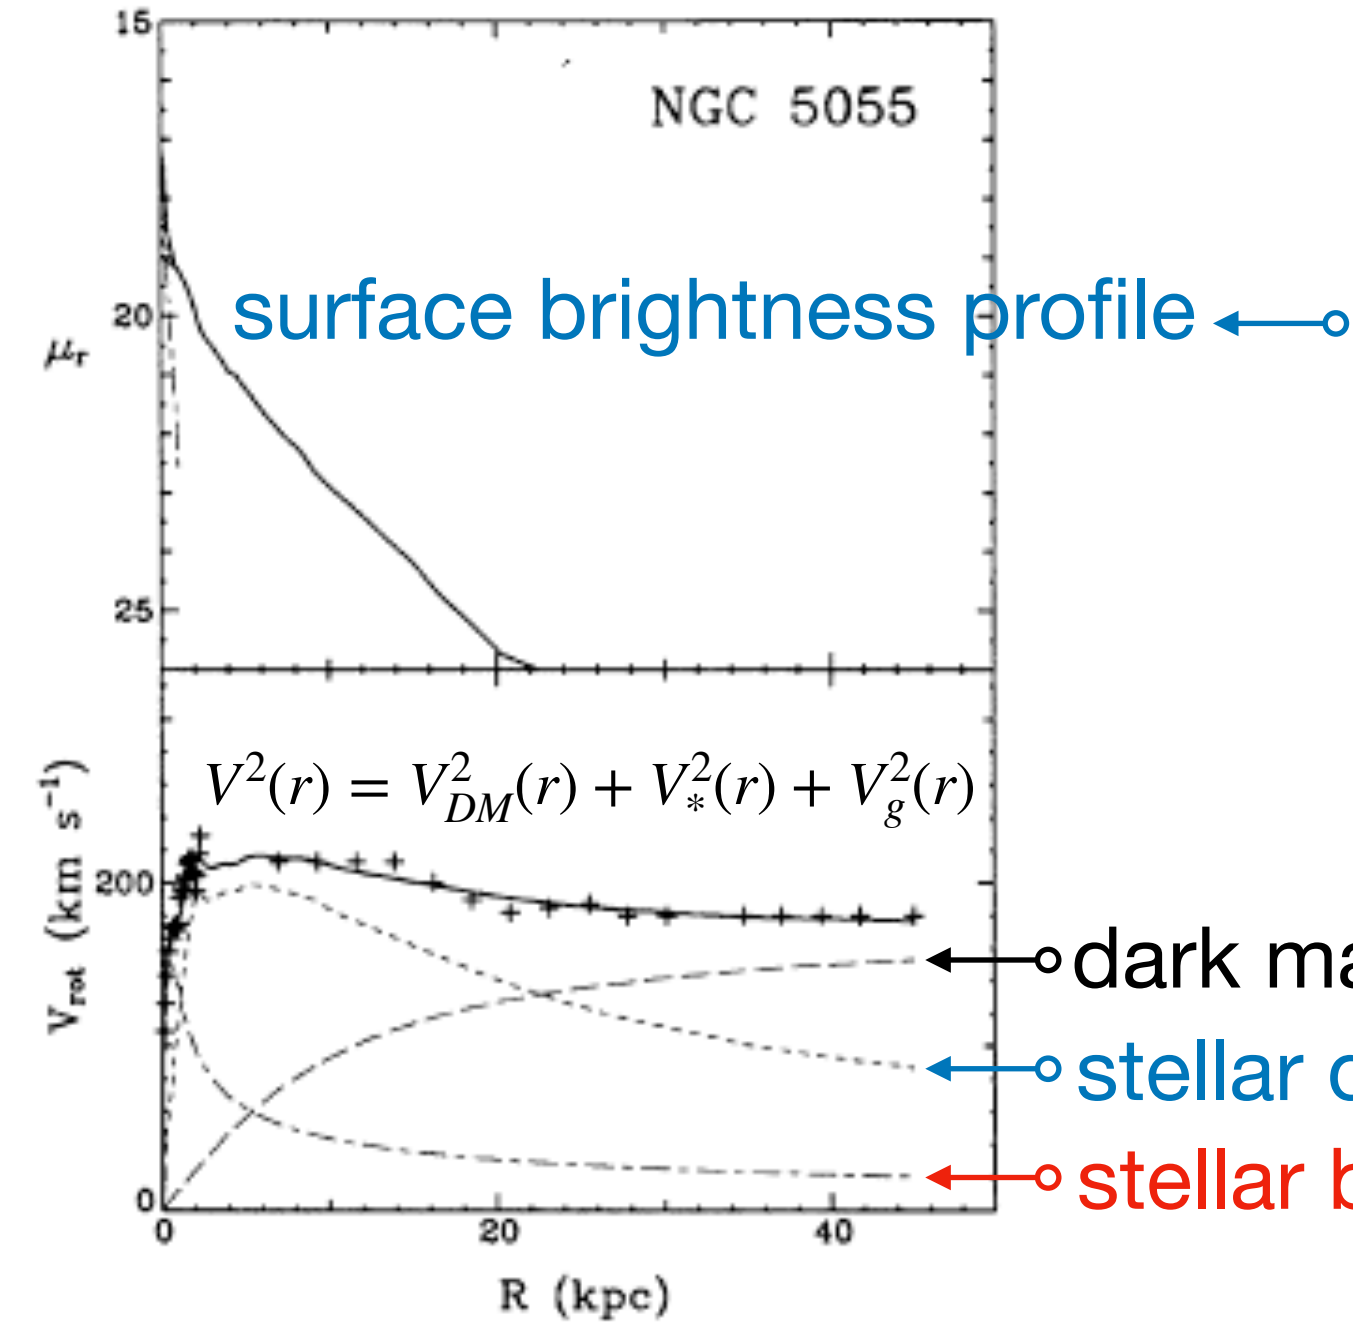 15
NGC 5055
surface brightness profile
20
μr
25
V²(r) = V²DM(r) + V²*(r) + V²g(r)
Vrot (km s⁻¹)
200
dark
stellar
stellar
0
0 20 40
R (kpc)